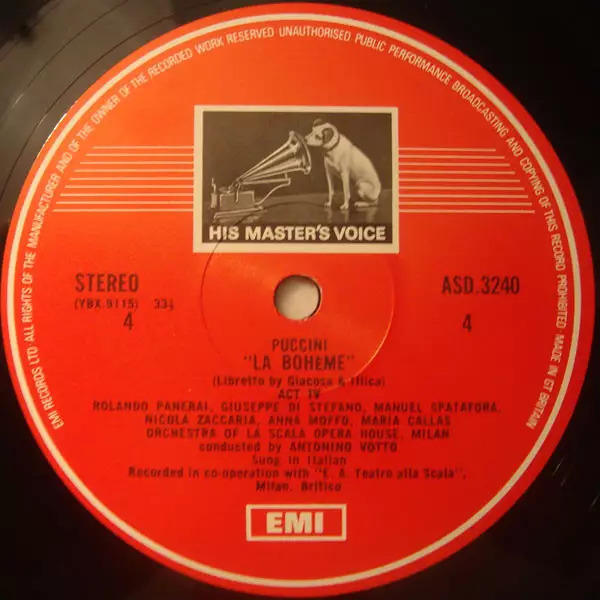 EMI RECORDS LTD ALL RIGHTS OF THE MANUFACTURER AND OF THE OWNER OF THE RECORDED WORK RESERVED UNAUTHORISED PUBLIC PERFORMANCE BROADCASTING AND COPYING OF THIS RECORD PROHIBITED MADE IN GT BRITAIN
HIS MASTER'S VOICE
STEREO
ASD.3240
(YBX.9115) 33⅓
4
4
PUCCINI
"LA BOHÈME"
(Libretto by Giacosa & Illica)
ACT IV
ROLANDO PANERAI, GIUSEPPE DI STEFANO, MANUEL SPATAFORA,
NICOLA ZACCARIA, ANNA MOFFO, MARIA CALLAS
ORCHESTRA OF LA SCALA OPERA HOUSE, MILAN
conducted by ANTONINO VOTTO
Sung in Italian
Recorded in co-operation with "E. A. Teatro alla Scala",
Milan. Britico
EMI